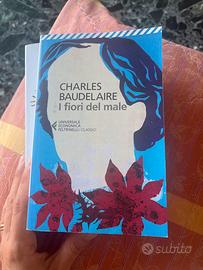 CHARLES
BAUDELAIRE
I fiori del male
UNIVERSALE
ECONOMICA
FELTRINELLI CLASSICI
subito